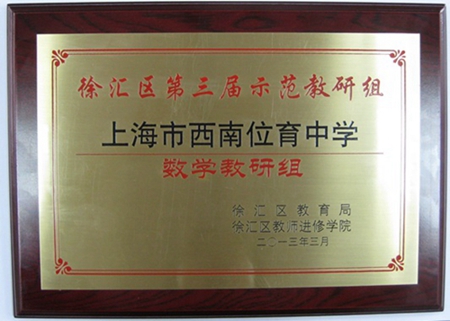 徐汇区第三届示范教研组
上海市西南位育中学
数学教研组
徐汇区教育局
徐汇区教师进修学院
二〇一三年三月